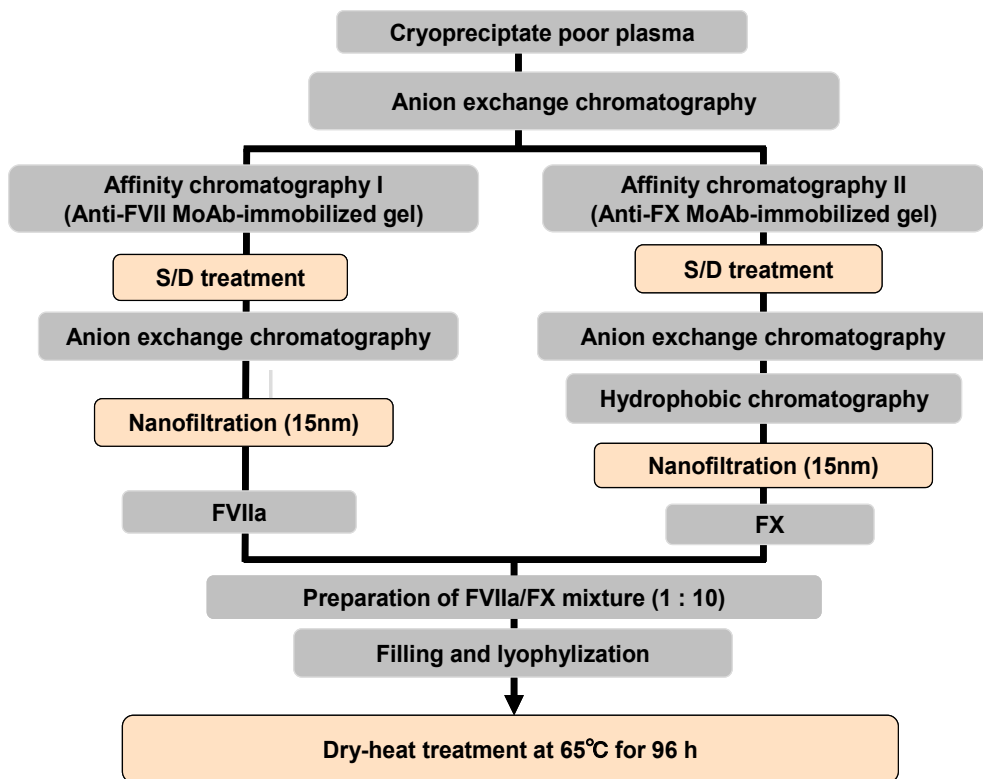 Cryopreciptate poor plasma
Anion exchange chromatography
Affinity chromatography I
(Anti-FVII MoAb-immobilized gel)
S/D treatment
Anion exchange chromatography
Nanofiltration (15nm)
FVIIa
Affinity chromatography II
(Anti-FX MoAb-immobilized gel)
S/D treatment
Anion exchange chromatography
Hydrophobic chromatography
Nanofiltration (15nm)
FX
Preparation of FVIIa/FX mixture (1 : 10)
Filling and lyophylization
Dry-heat treatment at 65℃ for 96 h